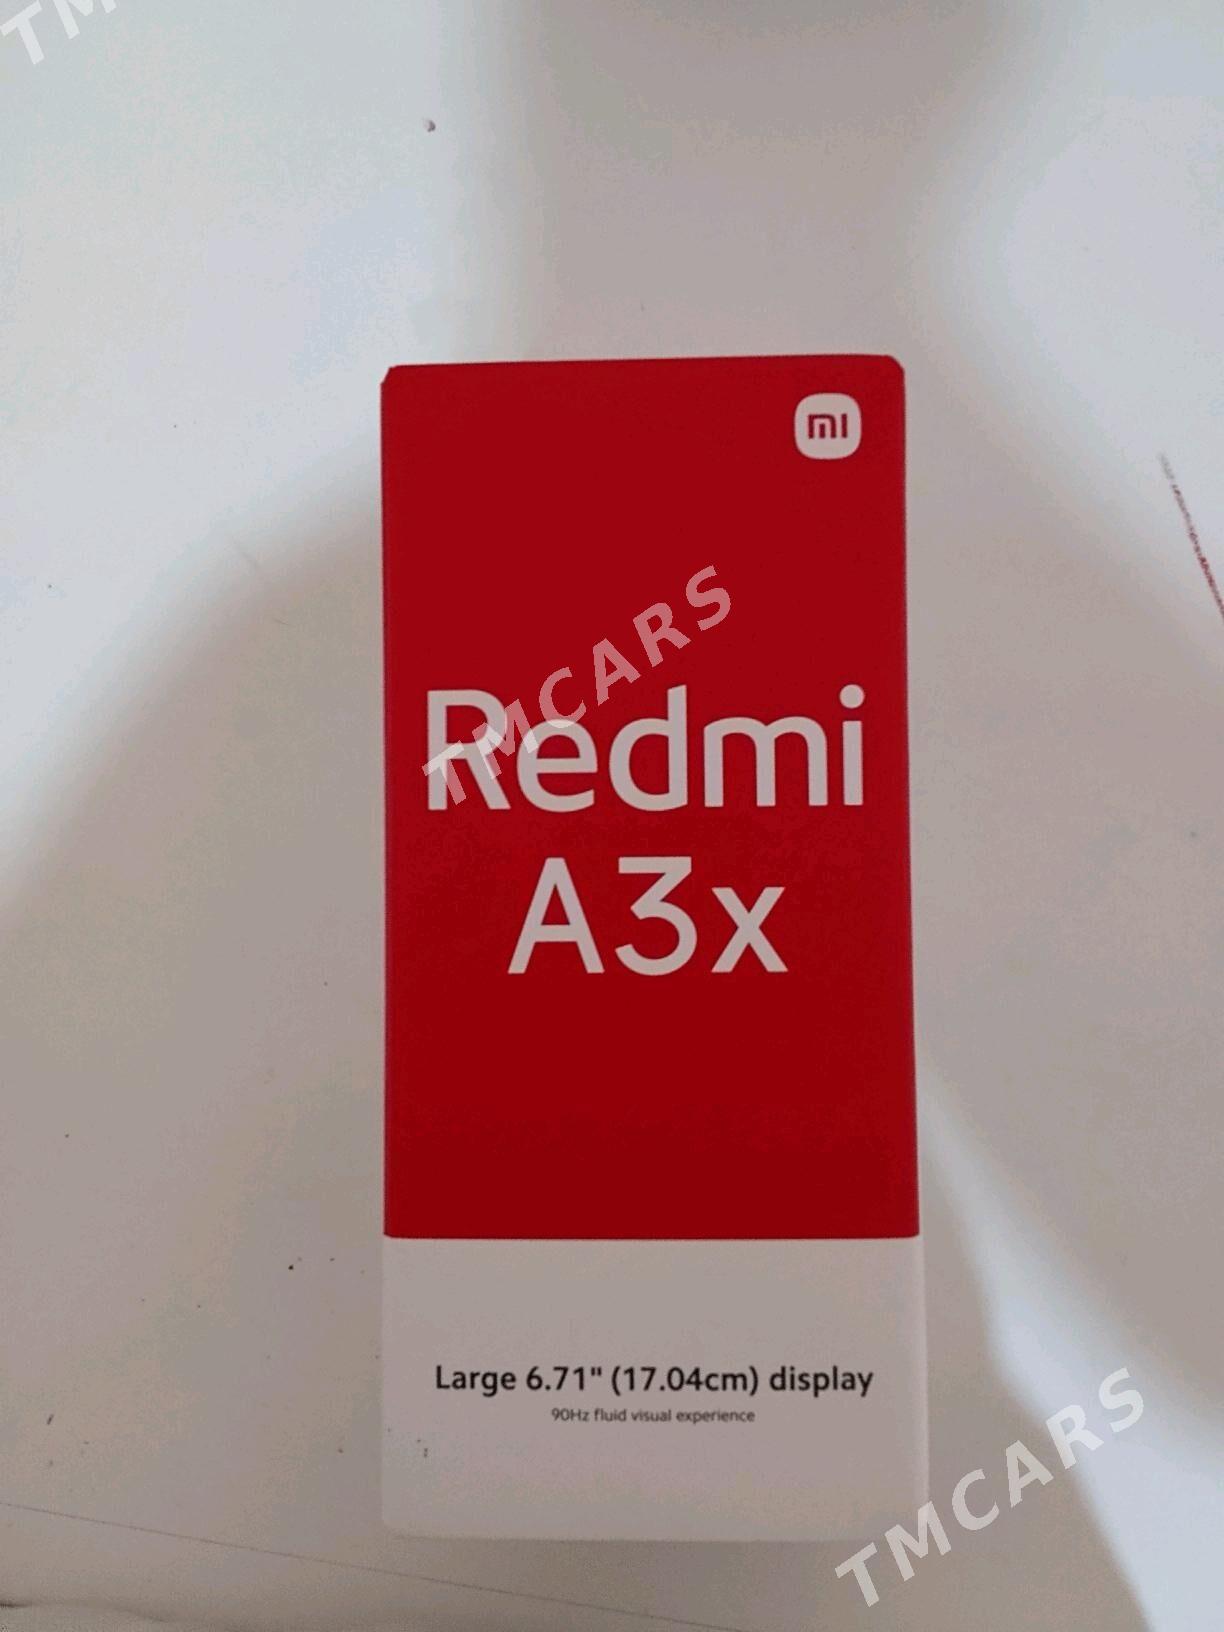 TM
mi
TMCARS
Redmi
A3x
Large 6.71" (17.04cm) display
90Hz fluid visual experience
TMCARS